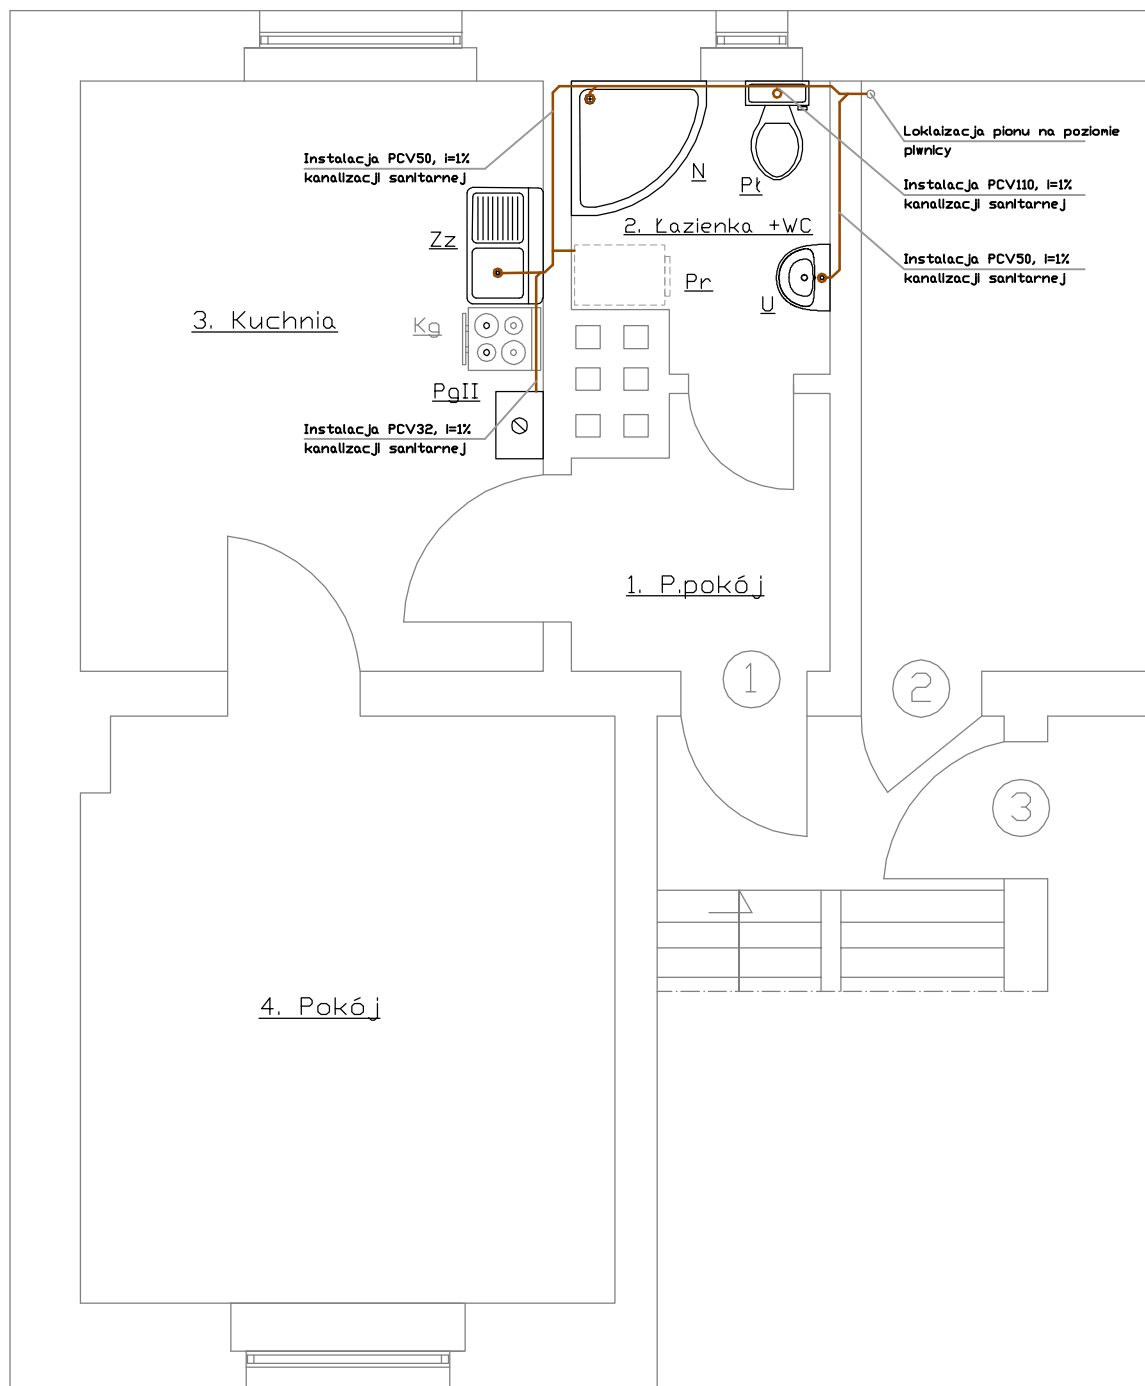 Loklaizacja pionu na poziomie
piwnicy
Instalacja PCV50, i=1%
kanalizacji sanitarnej
Instalacja PCV110, i=1%
kanalizacji sanitarnej
N
Pł
2. Łazienka +WC
Zz
Instalacja PCV50, i=1%
kanalizacji sanitarnej
Pr
U
3. Kuchnia
Kg
PgII
Instalacja PCV32, i=1%
kanalizacji sanitarnej
1. P.pokój
1
2
3
4. Pokój